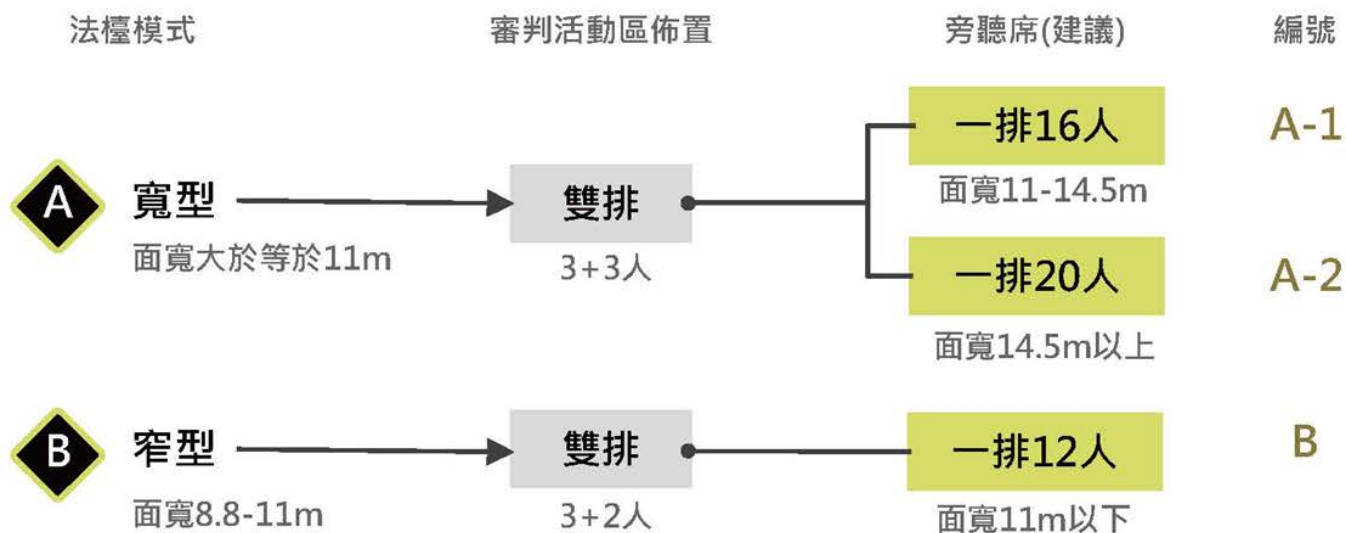 法檯模式 審判活動區佈置 旁聽席(建議) 編號
一排16人 A-1
A 寬型 雙排 面寬11-14.5m
面寬大於等於11m 3+3人 一排20人 A-2
面寬14.5m以上
B 窄型 雙排 一排12人 B
面寬8.8-11m 3+2人 面寬11m以下